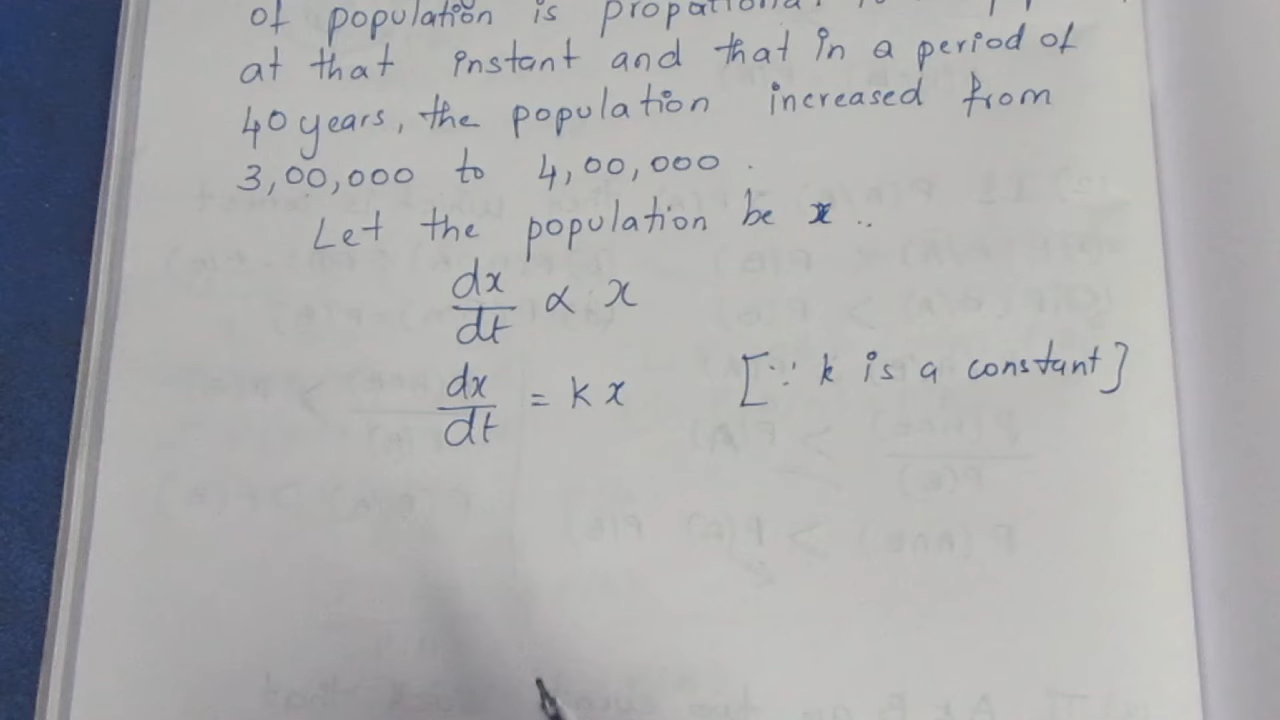 of population is
at that instant and that in a period of
40 years, the population increased from
3,00,000 to 4,00,000.
Let the population be x ..
dx/dt ∝ x
dx/dt = kx [∵ k is a constant]